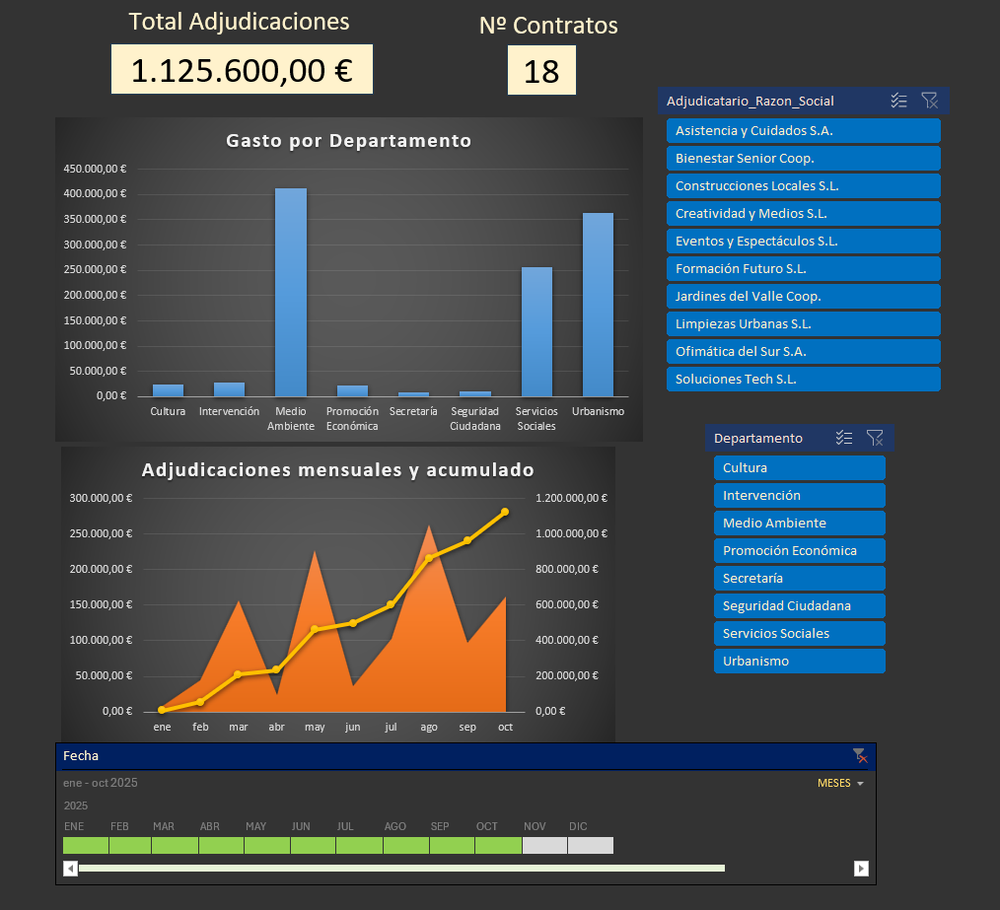 Total Adjudicaciones
Nº Contratos
1.125.600,00 €
18
Adjudicatario_Razon_Social
Asistencia y Cuidados S.A.
Bienestar Senior Coop.
Construcciones Locales S.L.
Creatividad y Medios S.L.
Eventos y Espectáculos S.L.
Formación Futuro S.L.
Jardines del Valle Coop.
Limpiezas Urbanas S.L.
Ofimática del Sur S.A.
Soluciones Tech S.L.
Gasto por Departamento
450.000,00 €
400.000,00 €
350.000,00 €
300.000,00 €
250.000,00 €
200.000,00 €
150.000,00 €
100.000,00 €
50.000,00 €
0,00 €
Cultura
Intervención
Medio
Ambiente
Promoción
Económica
Secretaría
Seguridad
Ciudadana
Servicios
Sociales
Urbanismo
Departamento
Cultura
Intervención
Medio Ambiente
Promoción Económica
Secretaría
Seguridad Ciudadana
Servicios Sociales
Urbanismo
Adjudicaciones mensuales y acumulado
300.000,00 €
250.000,00 €
200.000,00 €
150.000,00 €
100.000,00 €
50.000,00 €
0,00 €
1.200.000,00 €
1.000.000,00 €
800.000,00 €
600.000,00 €
400.000,00 €
200.000,00 €
0,00 €
ene feb mar abr may jun jul ago sep oct
Fecha
ene - oct 2025
MESES
2025
ENE FEB MAR ABR MAY JUN JUL AGO SEP OCT NOV DIC